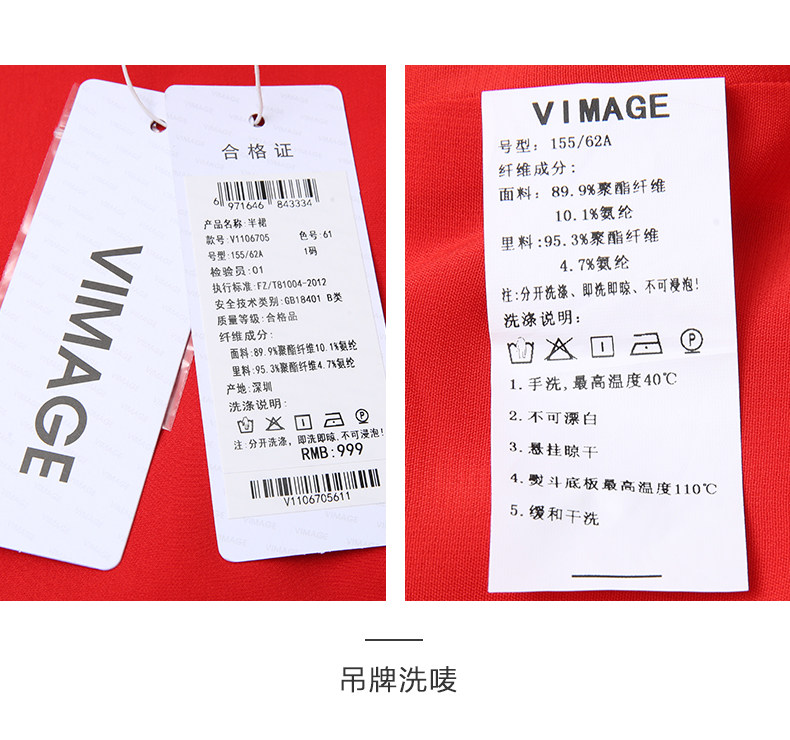 VIMAGE
合格证
6 971646 843334
产品名称:半裙
款号:V1106705 色号:61
号型:155/62A 1码
检验员:01
执行标准:FZ/T81004-2012
安全技术类别:GB18401 B类
质量等级:合格品
纤维成分:
面料:89.9%聚酯纤维10.1%氨纶
里料:95.3%聚酯纤维4.7%氨纶
产地:深圳
洗涤说明:
注:分开洗涤, 即洗即晾,不可浸泡!
RMB:999
V1106705611
VIMAGE
VIMAGE
号型: 155/62A
纤维成分:
面料: 89.9%聚酯纤维
10.1%氨纶
里料:95.3%聚酯纤维
4.7%氨纶
注:分开洗涤、即洗即晾、不可浸泡!
洗涤说明:
1.手洗,最高温度40℃
2.不可漂白
3.悬挂晾干
4.熨斗底板最高温度110℃
5.缓和干洗
吊牌洗唛